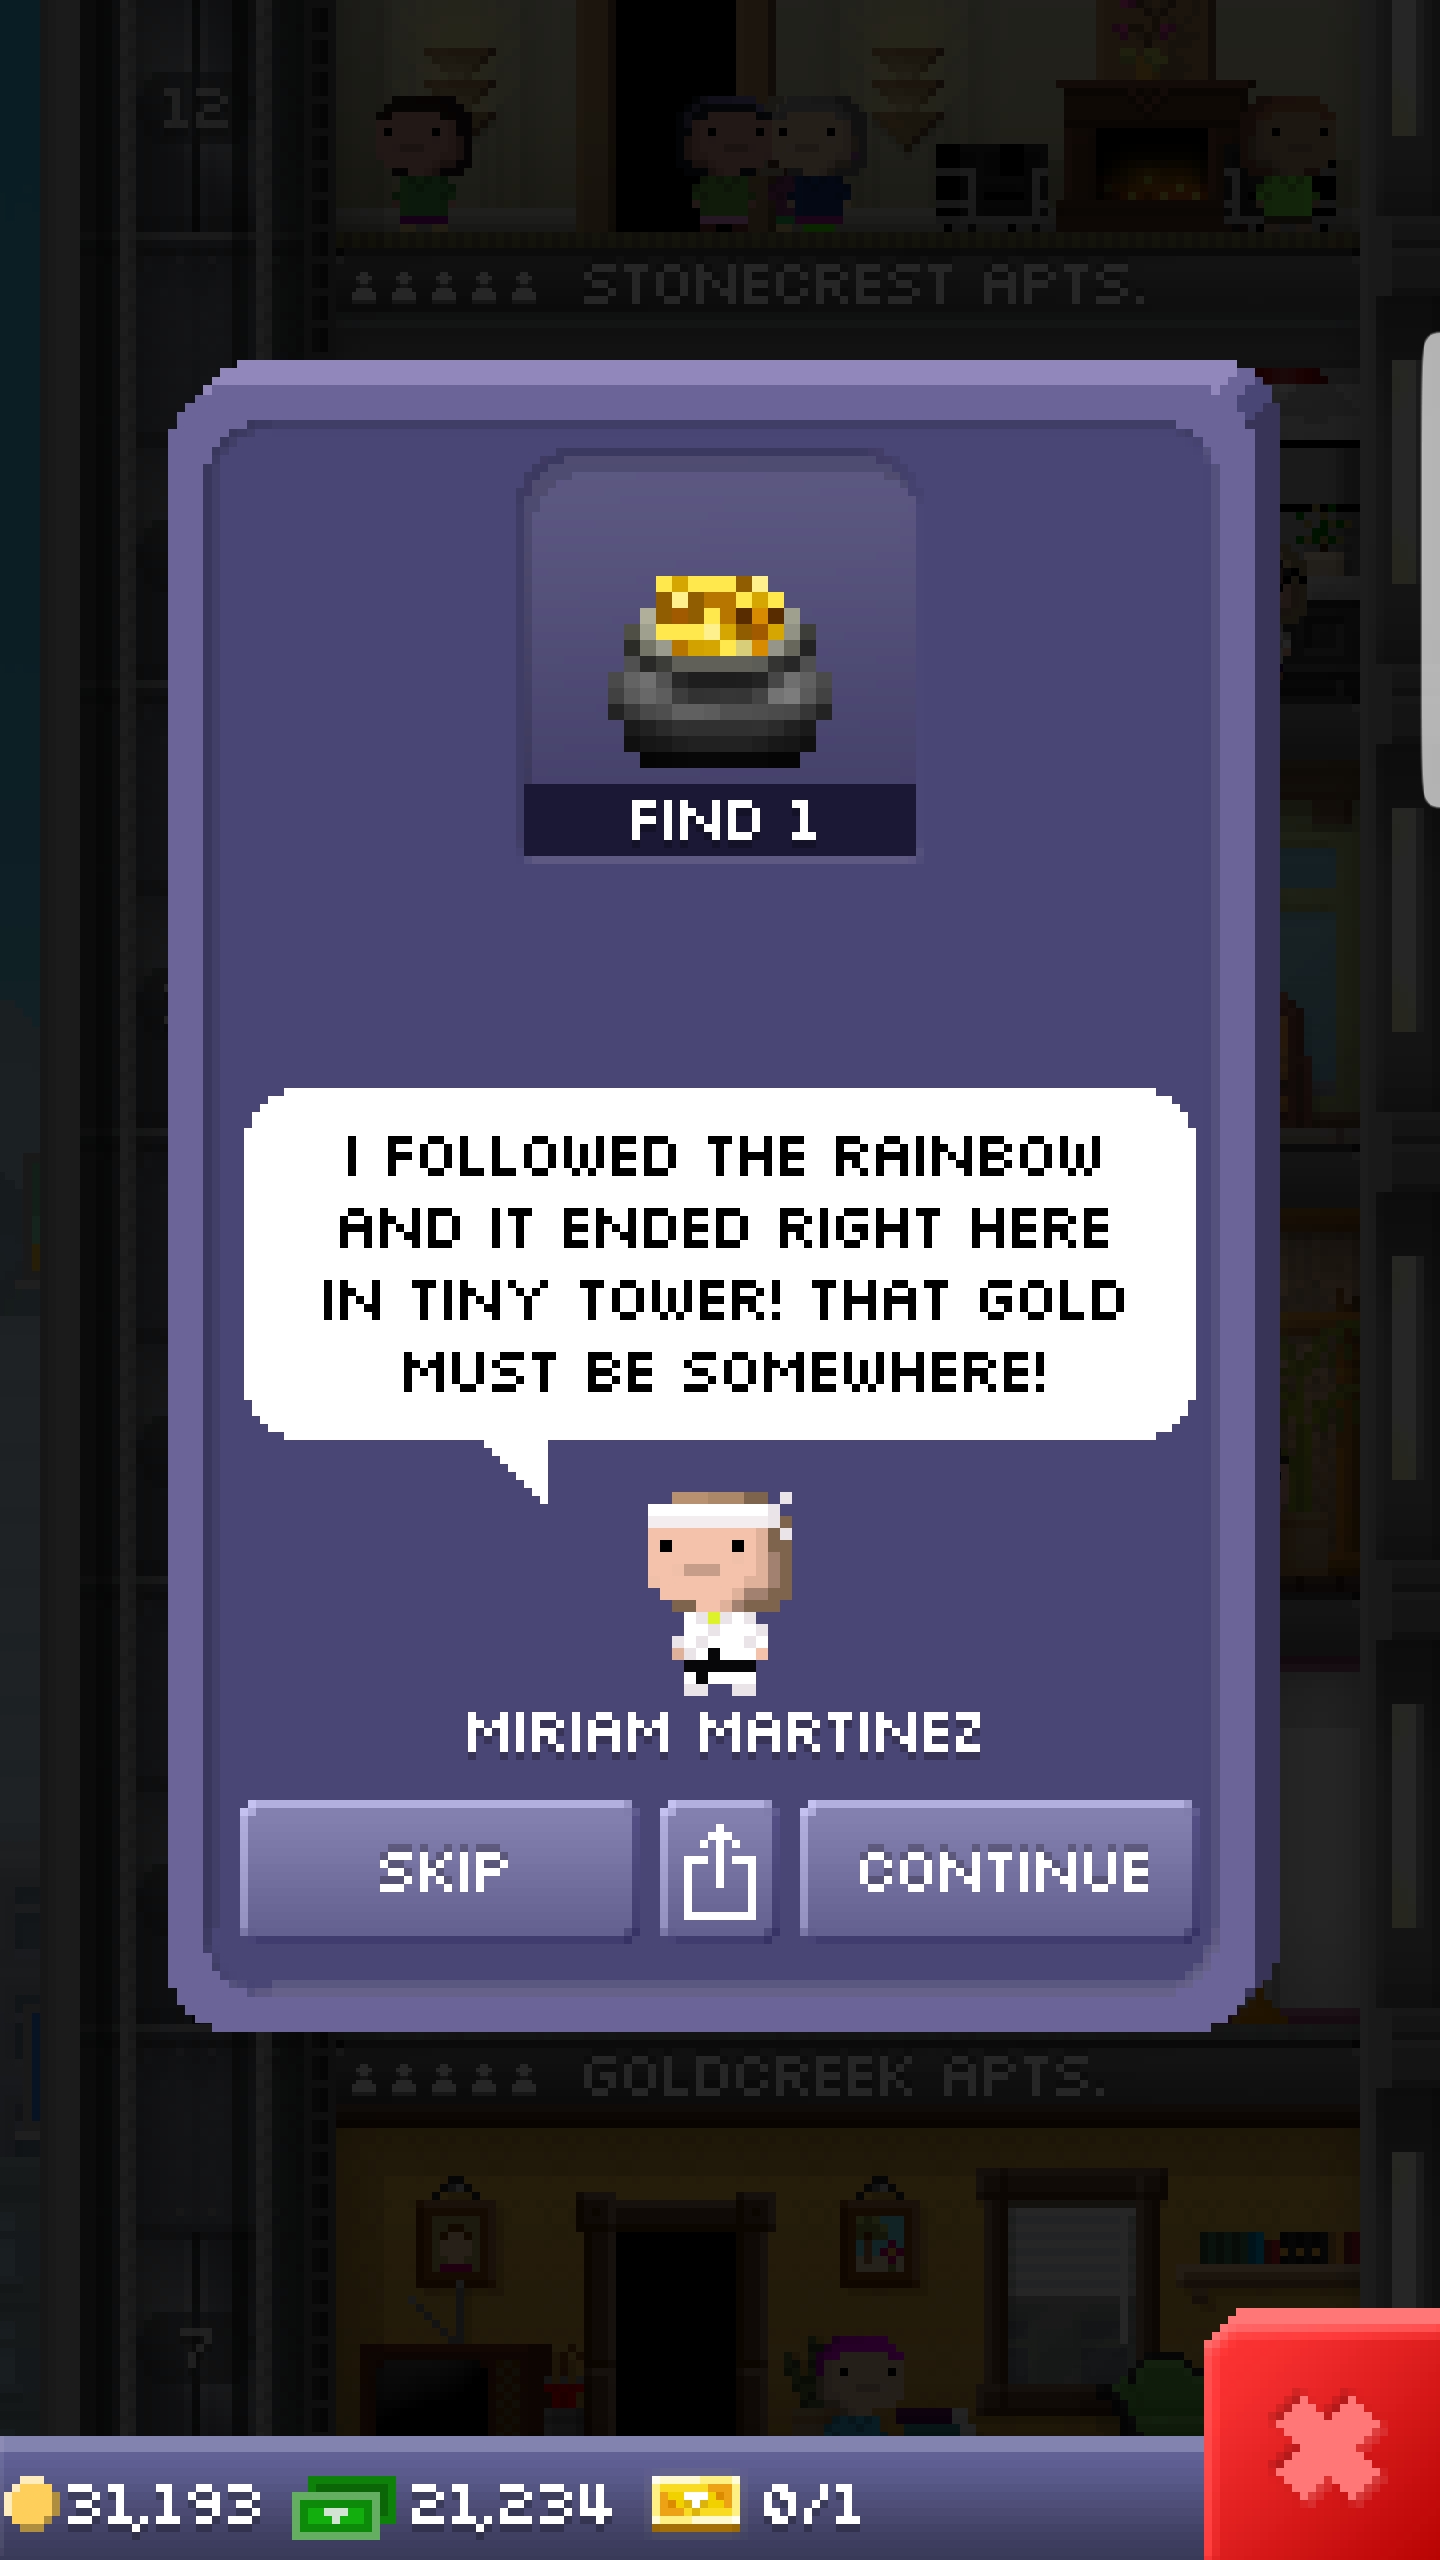 12
STONECREST APTS.
FIND 1
I FOLLOWED THE RAINBOW
AND IT ENDED RIGHT HERE
IN TINY TOWER! THAT GOLD
MUST BE SOMEWHERE!
MIRIAM MARTINEZ
SKIP
CONTINUE
GOLDCREEK APTS.
7
31,193
21,234
0/1